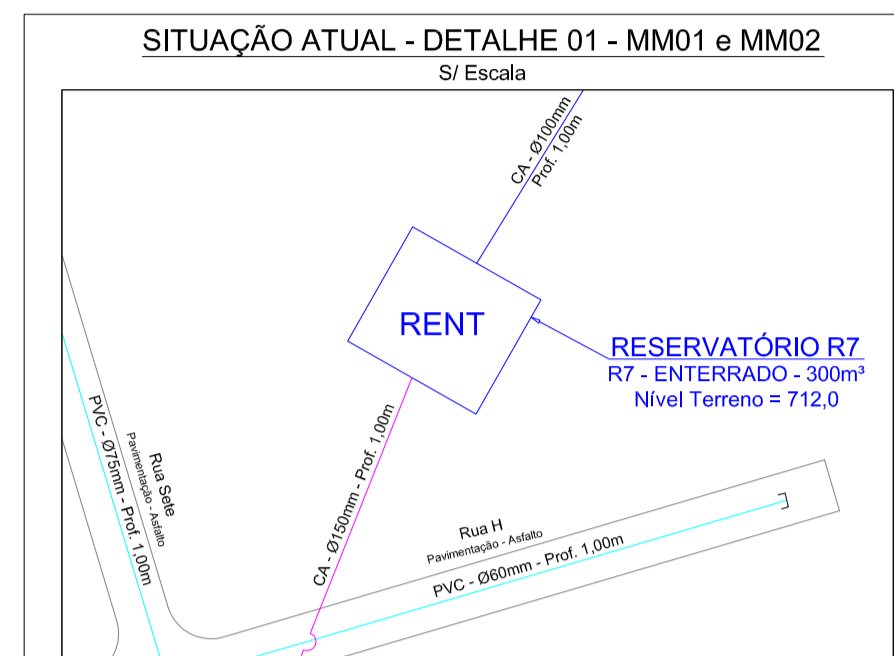 SITUAÇÃO ATUAL - DETALHE 01 - MM01 e MM02
S/ Escala
CA - Ø100mm
Prof. 1,00m
RENT
RESERVATÓRIO R7
R7 - ENTERRADO - 300m³
Nível Terreno = 712,0
PVC - Ø75mm - Prof. 1,00m
Rua Sete
Pavimentação - Asfalto
CA - Ø150mm - Prof. 1,00m
Rua H
Pavimentação - Asfalto
PVC - Ø60mm - Prof. 1,00m